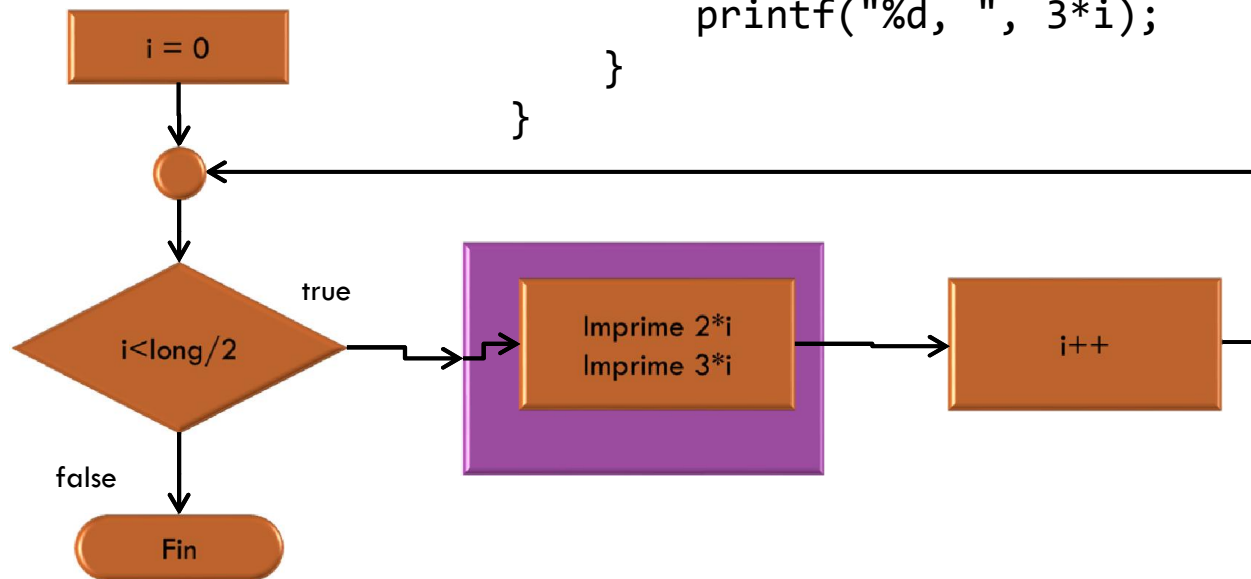 printf("%d, ", 3*i);
}
}
i = 0
i<long/2
true
false
Imprime 2*i
Imprime 3*i
i++
Fin